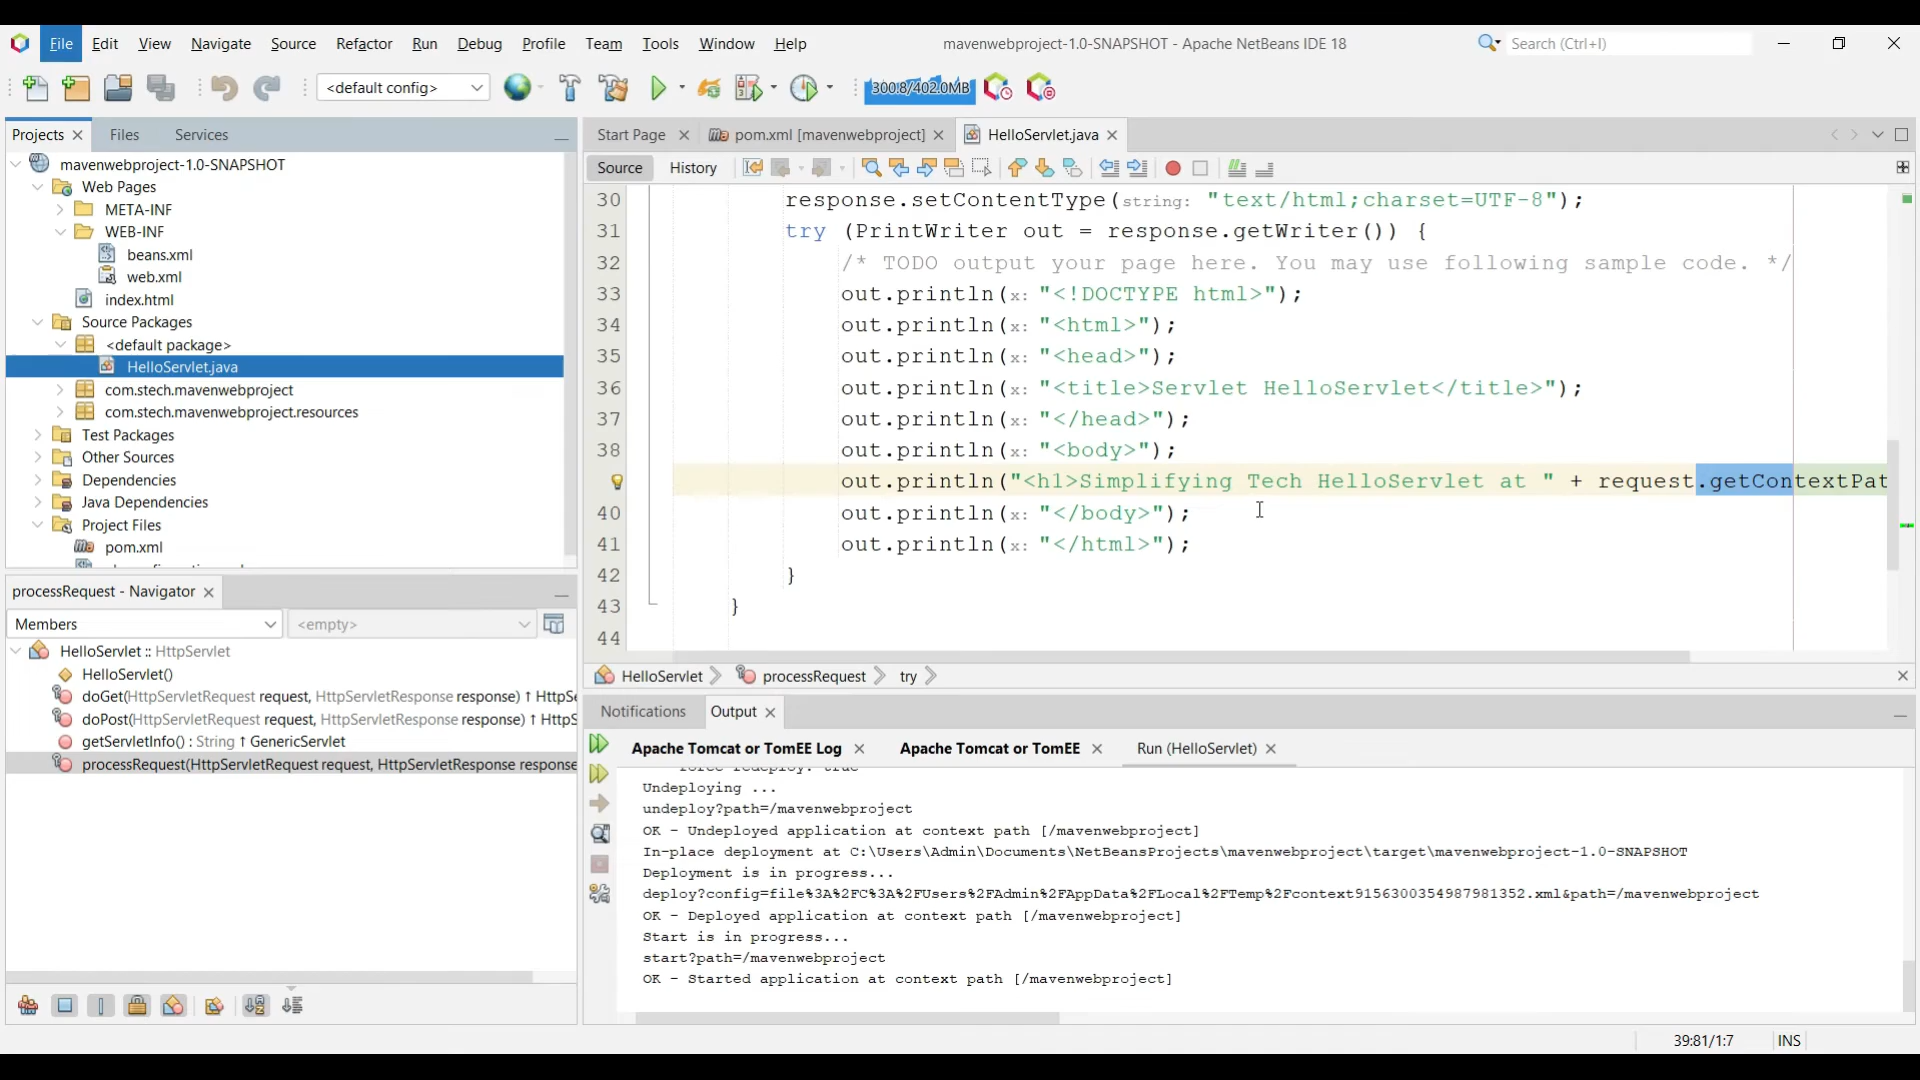 File Edit View Navigate Source Refactor Run Debug Profile Team Tools Window Help mavenwebproject-1.0-SNAPSHOT - Apache NetBeans IDE 18 Search (Ctrl+I)
<default config> 300.8/402.0MB
Projects Files Services
Start Page pom.xml [mavenwebproject] HelloServlet.java
Source History
mavenwebproject-1.0-SNAPSHOT
Web Pages
META-INF
WEB-INF
beans.xml
web.xml
index.html
Source Packages
<default package>
HelloServlet.java
com.stech.mavenwebproject
com.stech.mavenwebproject.resources
Test Packages
Other Sources
Dependencies
Java Dependencies
Project Files
pom.xml
30 response.setContentType(string: "text/html;charset=UTF-8");
31 try (PrintWriter out = response.getWriter()) {
32 /* TODO output your page here. You may use following sample code. */
33 out.println(x: "<!DOCTYPE html>");
34 out.println(x: "<html>");
35 out.println(x: "<head>");
36 out.println(x: "<title>Servlet HelloServlet</title>");
37 out.println(x: "</head>");
38 out.println(x: "<body>");
out.println("<h1>Simplifying Tech HelloServlet at " + request.getContextPat
40 out.println(x: "</body>");
41 out.println(x: "</html>");
42 }
43 }
44
HelloServlet processRequest try
processRequest - Navigator
Members <empty>
HelloServlet :: HttpServlet
HelloServlet()
doGet(HttpServletRequest request, HttpServletResponse response) ↑ HttpS
doPost(HttpServletRequest request, HttpServletResponse response) ↑ HttpS
getServletInfo() : String ↑ GenericServlet
processRequest(HttpServletRequest request, HttpServletResponse response
Notifications Output
Apache Tomcat or TomEE Log Apache Tomcat or TomEE Run (HelloServlet)
force redeploy: true
Undeploying ...
undeploy?path=/mavenwebproject
OK - Undeployed application at context path [/mavenwebproject]
In-place deployment at C:\Users\Admin\Documents\NetBeansProjects\mavenwebproject\target\mavenwebproject-1.0-SNAPSHOT
Deployment is in progress...
deploy?config=file%3A%2FC%3A%2FUsers%2FAdmin%2FAppData%2FLocal%2FTemp%2Fcontext9156300354987981352.xml&path=/mavenwebproject
OK - Deployed application at context path [/mavenwebproject]
Start is in progress...
start?path=/mavenwebproject
OK - Started application at context path [/mavenwebproject]
39:81/1:7 INS